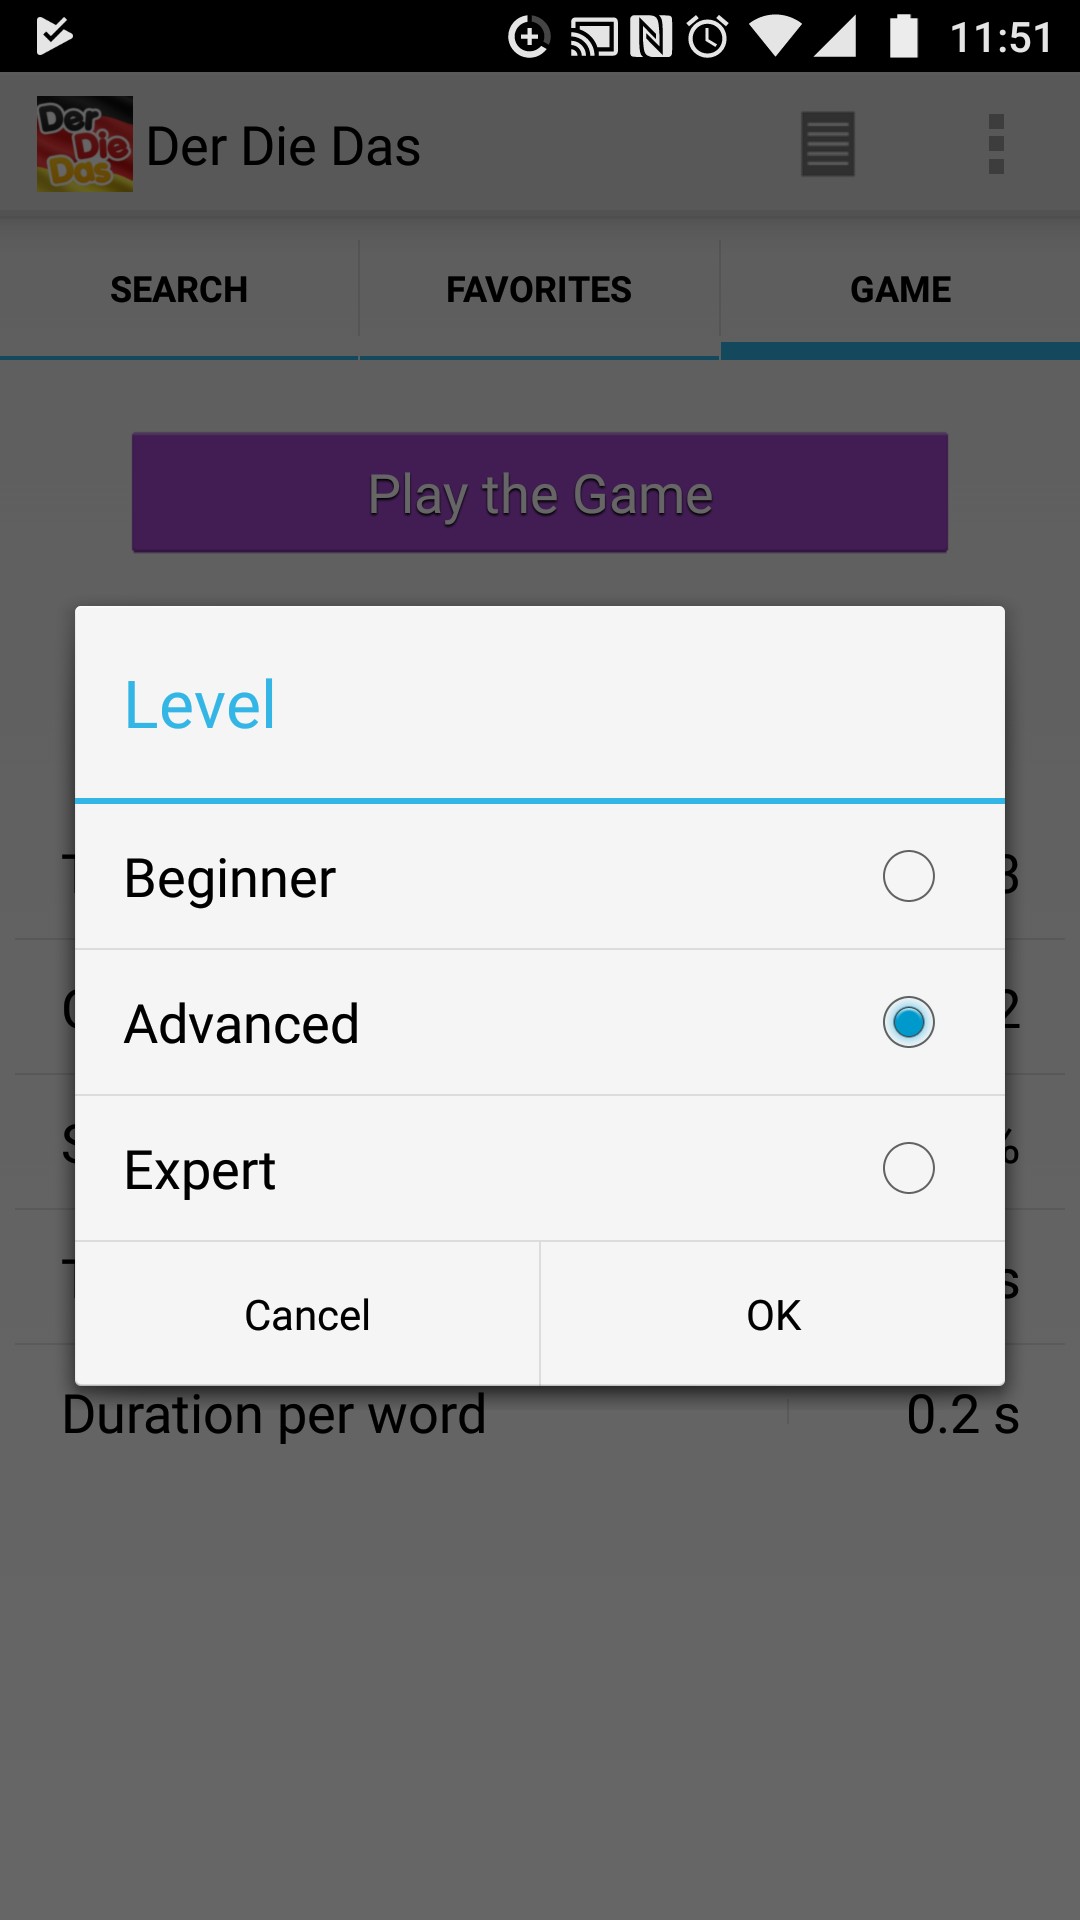 11:51
Der
Die
Das
Der Die Das
SEARCH FAVORITES GAME
Play the Game
Level
Beginner
Advanced
Expert
Cancel OK
Duration per word 0.2 s